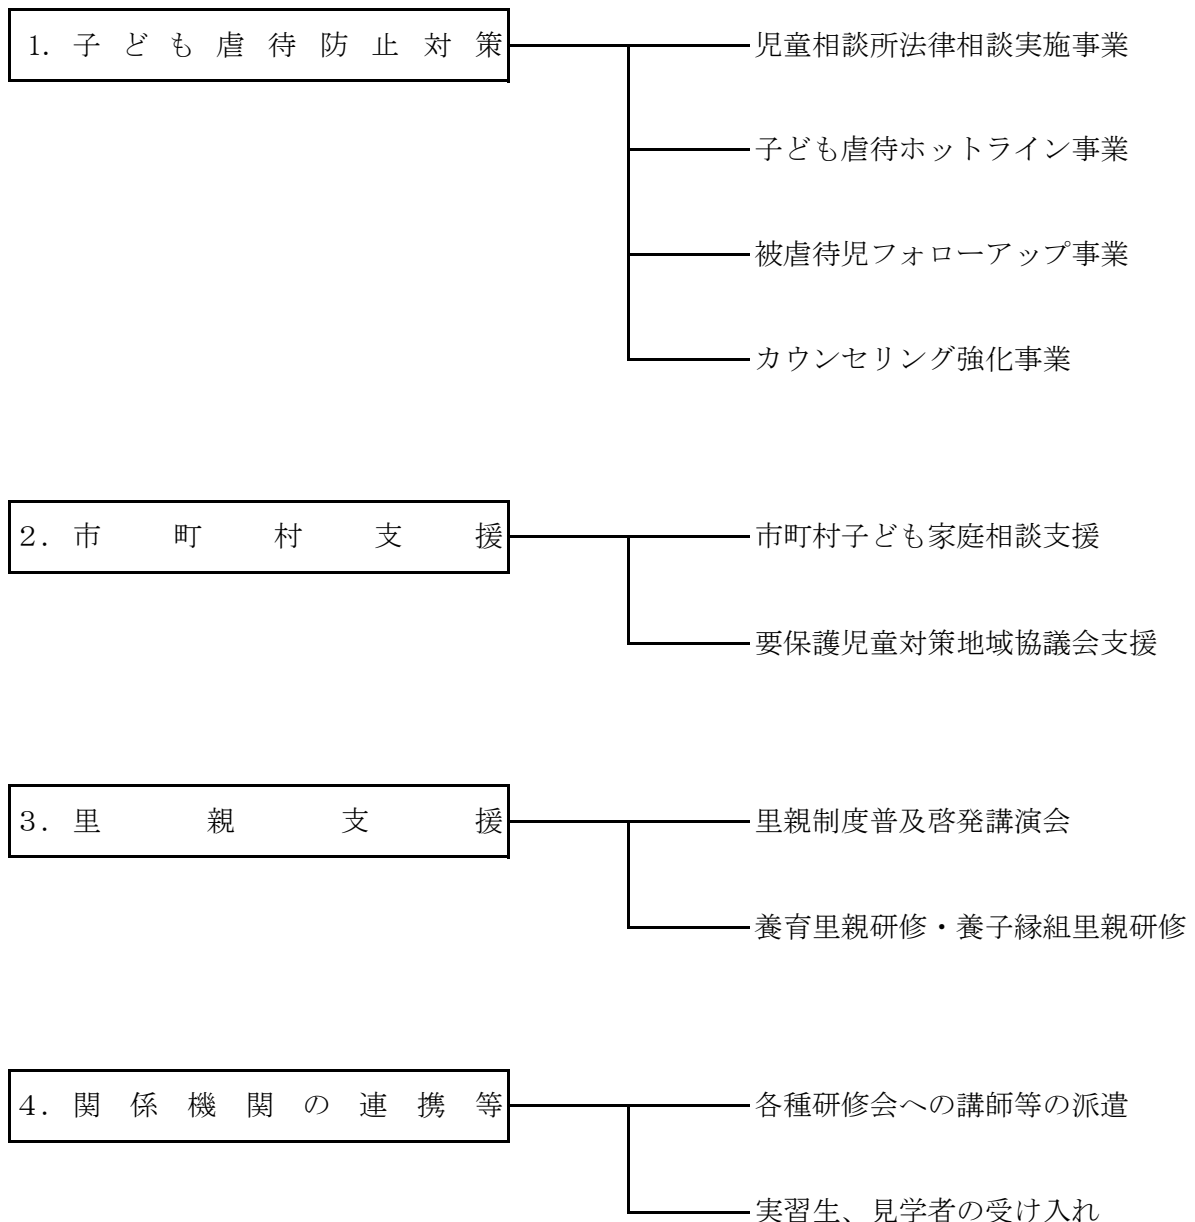 1. 子ども虐待防止対策
児童相談所法律相談実施事業
子ども虐待ホットライン事業
被虐待児フォローアップ事業
カウンセリング強化事業
2. 市町村支援
市町村子ども家庭相談支援
要保護児童対策地域協議会支援
3. 里親支援
里親制度普及啓発講演会
養育里親研修・養子縁組里親研修
4. 関係機関の連携等
各種研修会への講師等の派遣
実習生、見学者の受け入れ